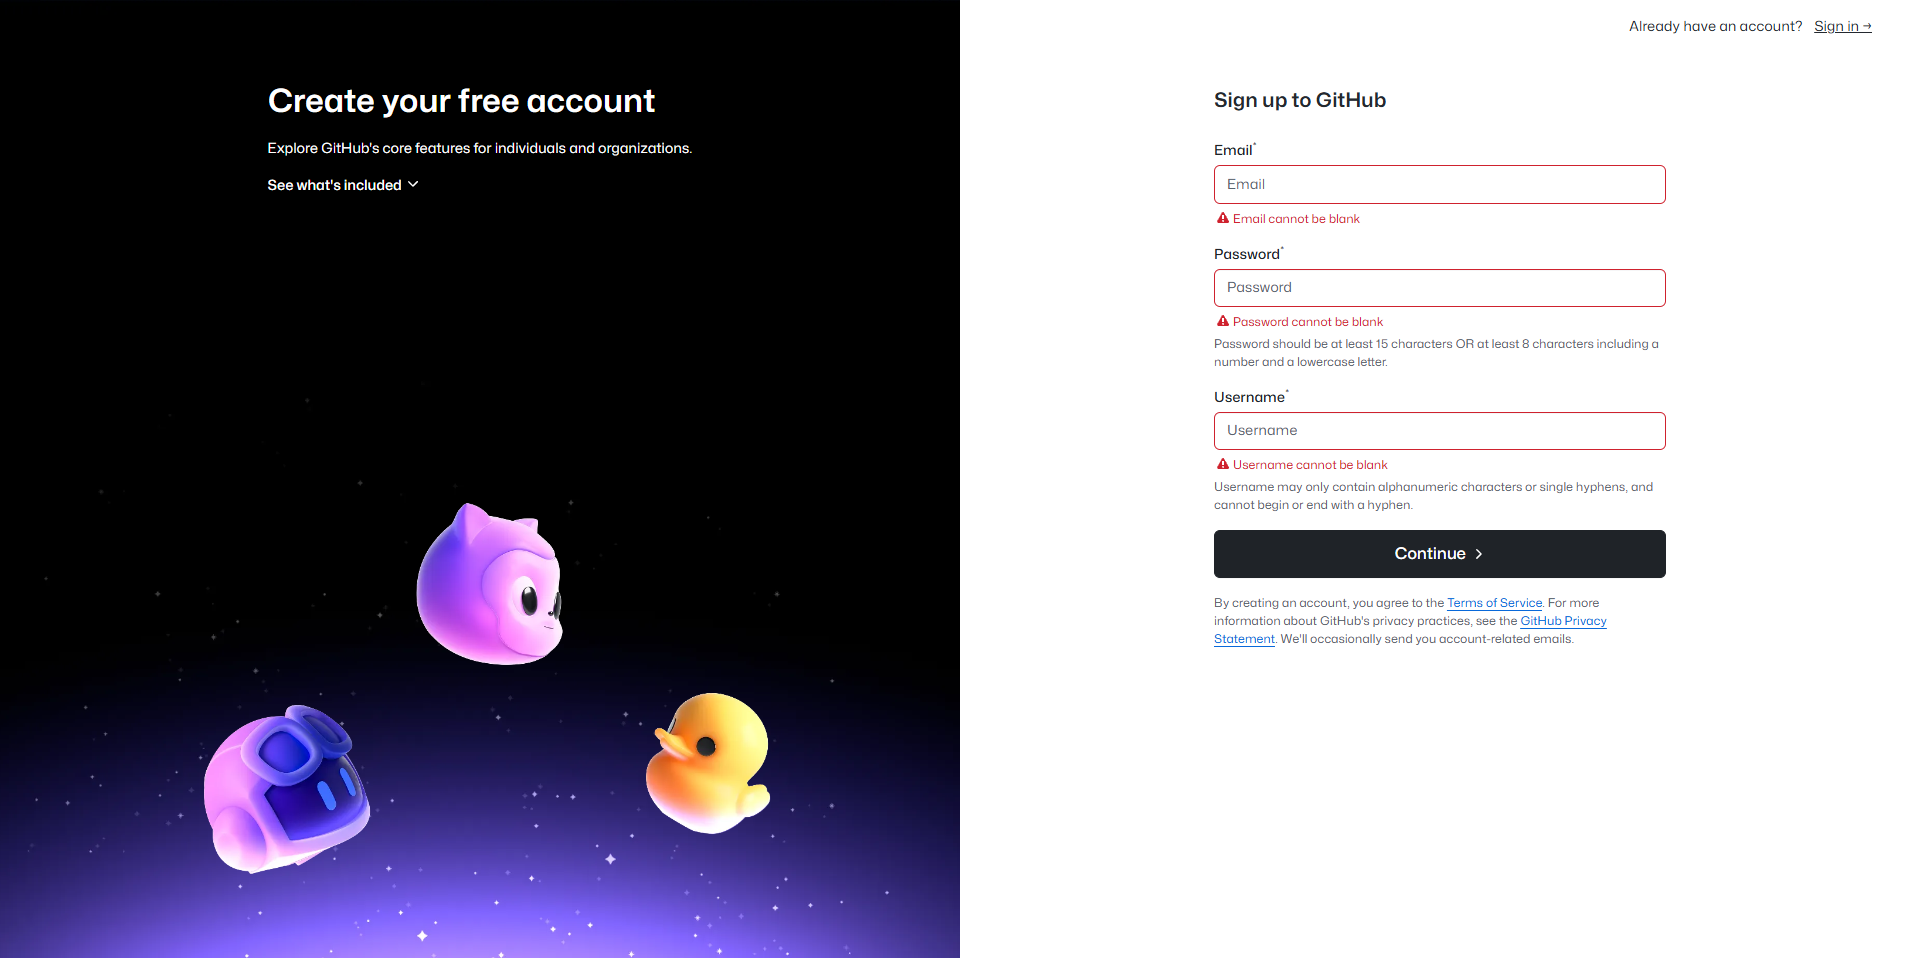 Already have an account? Sign in →
Create your free account
Explore GitHub's core features for individuals and organizations.
See what's included
Sign up to GitHub
Email*
Email
Email cannot be blank
Password*
Password
Password cannot be blank
Password should be at least 15 characters OR at least 8 characters including a
number and a lowercase letter.
Username*
Username
Username cannot be blank
Username may only contain alphanumeric characters or single hyphens, and
cannot begin or end with a hyphen.
Continue
By creating an account, you agree to the Terms of Service. For more
information about GitHub's privacy practices, see the GitHub Privacy
Statement. We'll occasionally send you account-related emails.